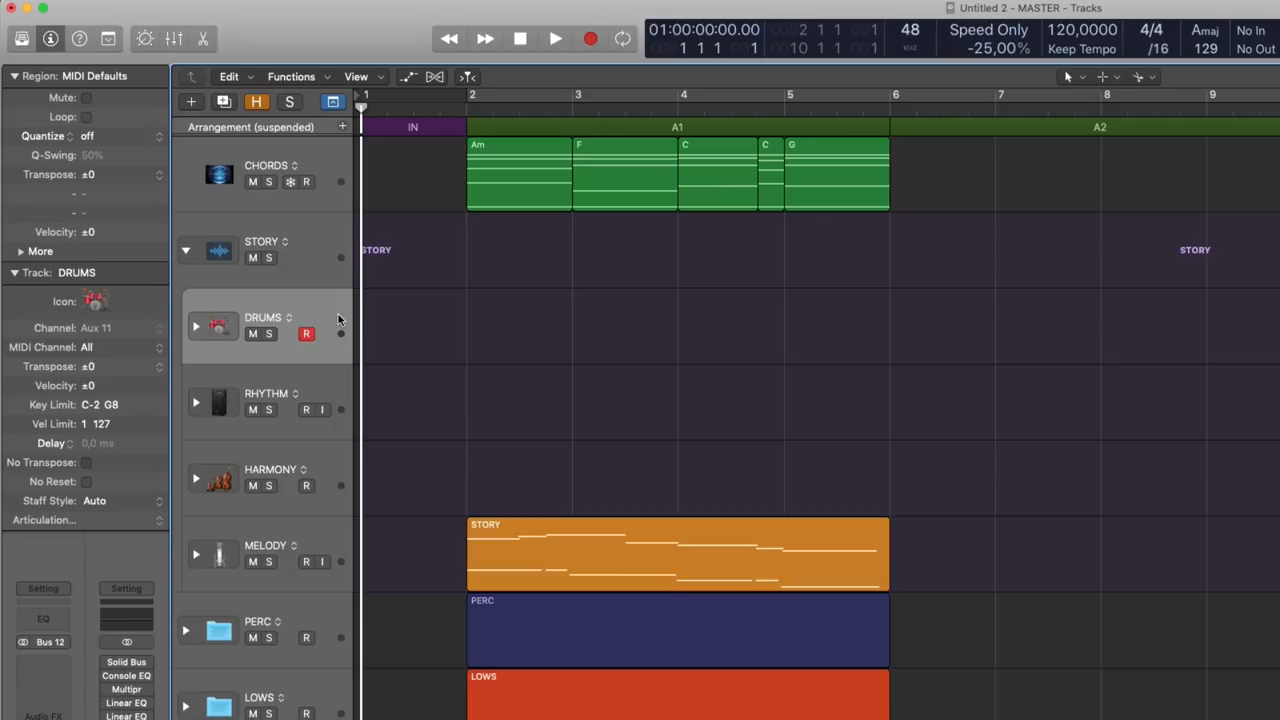 Untitled 2 - MASTER - Tracks
01:00:00:00.00
1 1 1 1
2 1 1 1
10 1 1 1
48
KHZ
Speed Only
-25,00%
120,0000
Keep Tempo
4/4
/16
Amaj
129
No In
No Out
Region: MIDI Defaults
Mute:
Loop:
Quantize off
Q-Swing: 50%
Transpose: ±0
- -
- -
Velocity: ±0
More
Track: DRUMS
Icon:
Channel: Aux 11
MIDI Channel: All
Transpose: ±0
Velocity: ±0
Key Limit: C-2 G8
Vel Limit: 1 127
Delay 0,0 ms
No Transpose:
No Reset:
Staff Style: Auto
Articulation...
Setting
EQ
Bus 12
Audio FX
Setting
Solid Bus
Console EQ
Multipr
Linear EQ
Linear EQ
Edit Functions View
+ H S
1 2 3 4 5 6 7 8 9
Arrangement (suspended) +
IN A1 A2
CHORDS
M S R
Am F C C G
STORY
M S
STORY STORY
DRUMS
M S R
RHYTHM
M S R I
HARMONY
M S R
MELODY
M S R I
STORY
PERC
M S R
PERC
LOWS
M S R
LOWS